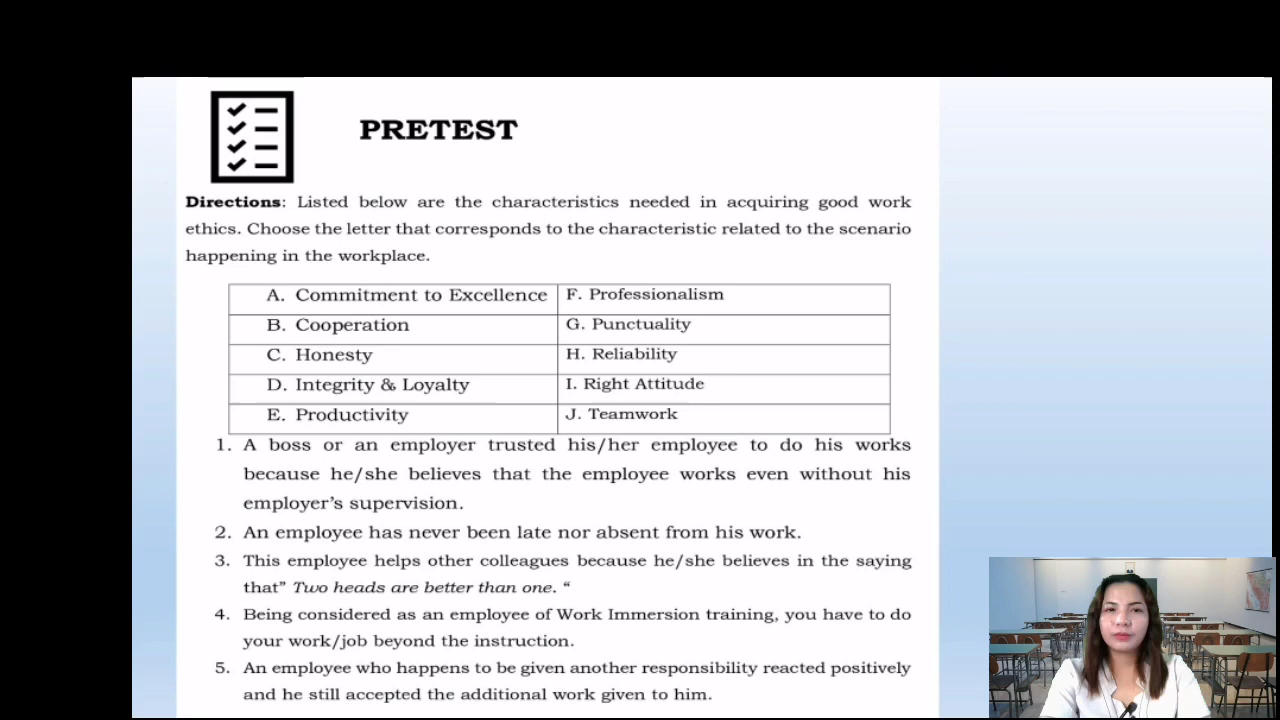 PRETEST
Directions: Listed below are the characteristics needed in acquiring good work
ethics. Choose the letter that corresponds to the characteristic related to the scenario
happening in the workplace.
A. Commitment to Excellence F. Professionalism
B. Cooperation G. Punctuality
C. Honesty H. Reliability
D. Integrity & Loyalty I. Right Attitude
E. Productivity J. Teamwork
1. A boss or an employer trusted his/her employee to do his works
because he/she believes that the employee works even without his
employer's supervision.
2. An employee has never been late nor absent from his work.
3. This employee helps other colleagues because he/she believes in the saying
that” Two heads are better than one. “
4. Being considered as an employee of Work Immersion training, you have to do
your work/job beyond the instruction.
5. An employee who happens to be given another responsibility reacted positively
and he still accepted the additional work given to him.